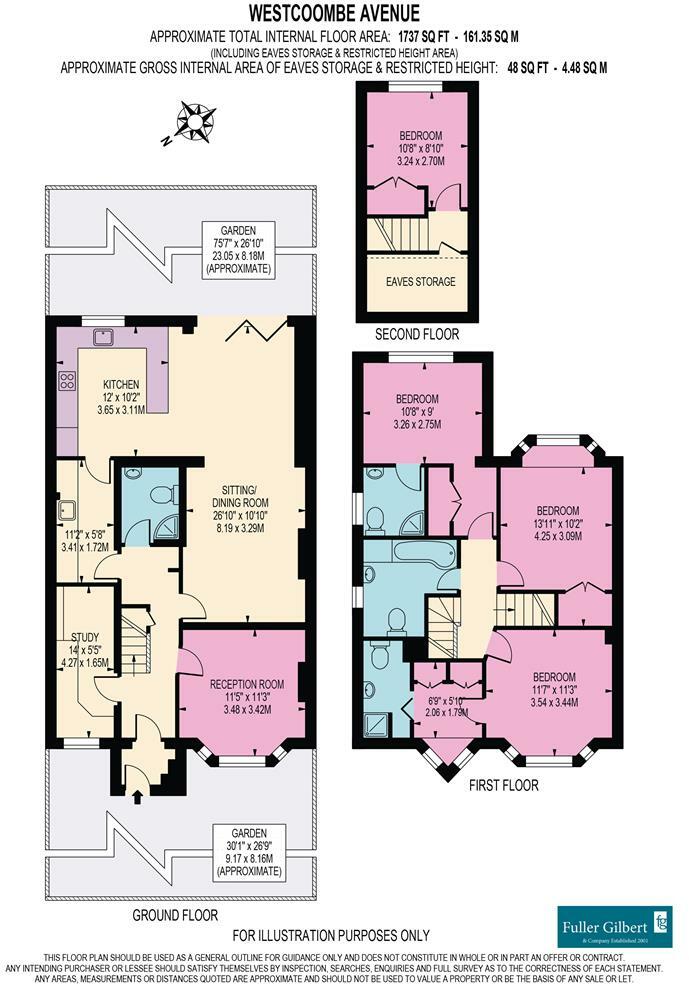 WESTCOOMBE AVENUE
APPROXIMATE TOTAL INTERNAL FLOOR AREA: 1737 SQ FT - 161.35 SQ M
(INCLUDING EAVES STORAGE & RESTRICTED HEIGHT AREA)
APPROXIMATE GROSS INTERNAL AREA OF EAVES STORAGE & RESTRICTED HEIGHT: 48 SQ FT - 4.48 SQ M
N
BEDROOM
10'8" x 8'10"
3.24 x 2.70M
EAVES STORAGE
SECOND FLOOR
GARDEN
75'7" x 26'10"
23.05 x 8.18M
(APPROXIMATE)
KITCHEN
12' x 10'2"
3.65 x 3.11M
SITTING/
DINING ROOM
26'10" x 10'10"
8.19 x 3.29M
11'2" x 5'8"
3.41 x 1.72M
STUDY
14' x 5'5"
4.27 x 1.65M
RECEPTION ROOM
11'5" x 11'3"
3.48 x 3.42M
GARDEN
30'1" x 26'9"
9.17 x 8.16M
(APPROXIMATE)
GROUND FLOOR
BEDROOM
10'8" x 9'
3.26 x 2.75M
BEDROOM
13'11" x 10'2"
4.25 x 3.09M
BEDROOM
11'7" x 11'3"
3.54 x 3.44M
6'9" x 5'10"
2.06 x 1.79M
FIRST FLOOR
FOR ILLUSTRATION PURPOSES ONLY
Fuller Gilbert
& Company Established 2001
fg
THIS FLOOR PLAN SHOULD BE USED AS A GENERAL OUTLINE FOR GUIDANCE ONLY AND DOES NOT CONSTITUTE IN WHOLE OR IN PART AN OFFER OR CONTRACT.
ANY INTENDING PURCHASER OR LESSEE SHOULD SATISFY THEMSELVES BY INSPECTION, SEARCHES, ENQUIRIES AND FULL SURVEY AS TO THE CORRECTNESS OF EACH STATEMENT.
ANY AREAS, MEASUREMENTS OR DISTANCES QUOTED ARE APPROXIMATE AND SHOULD NOT BE USED TO VALUE A PROPERTY OR BE THE BASIS OF ANY SALE OR LET.